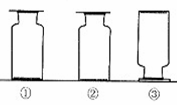 ① ② ③